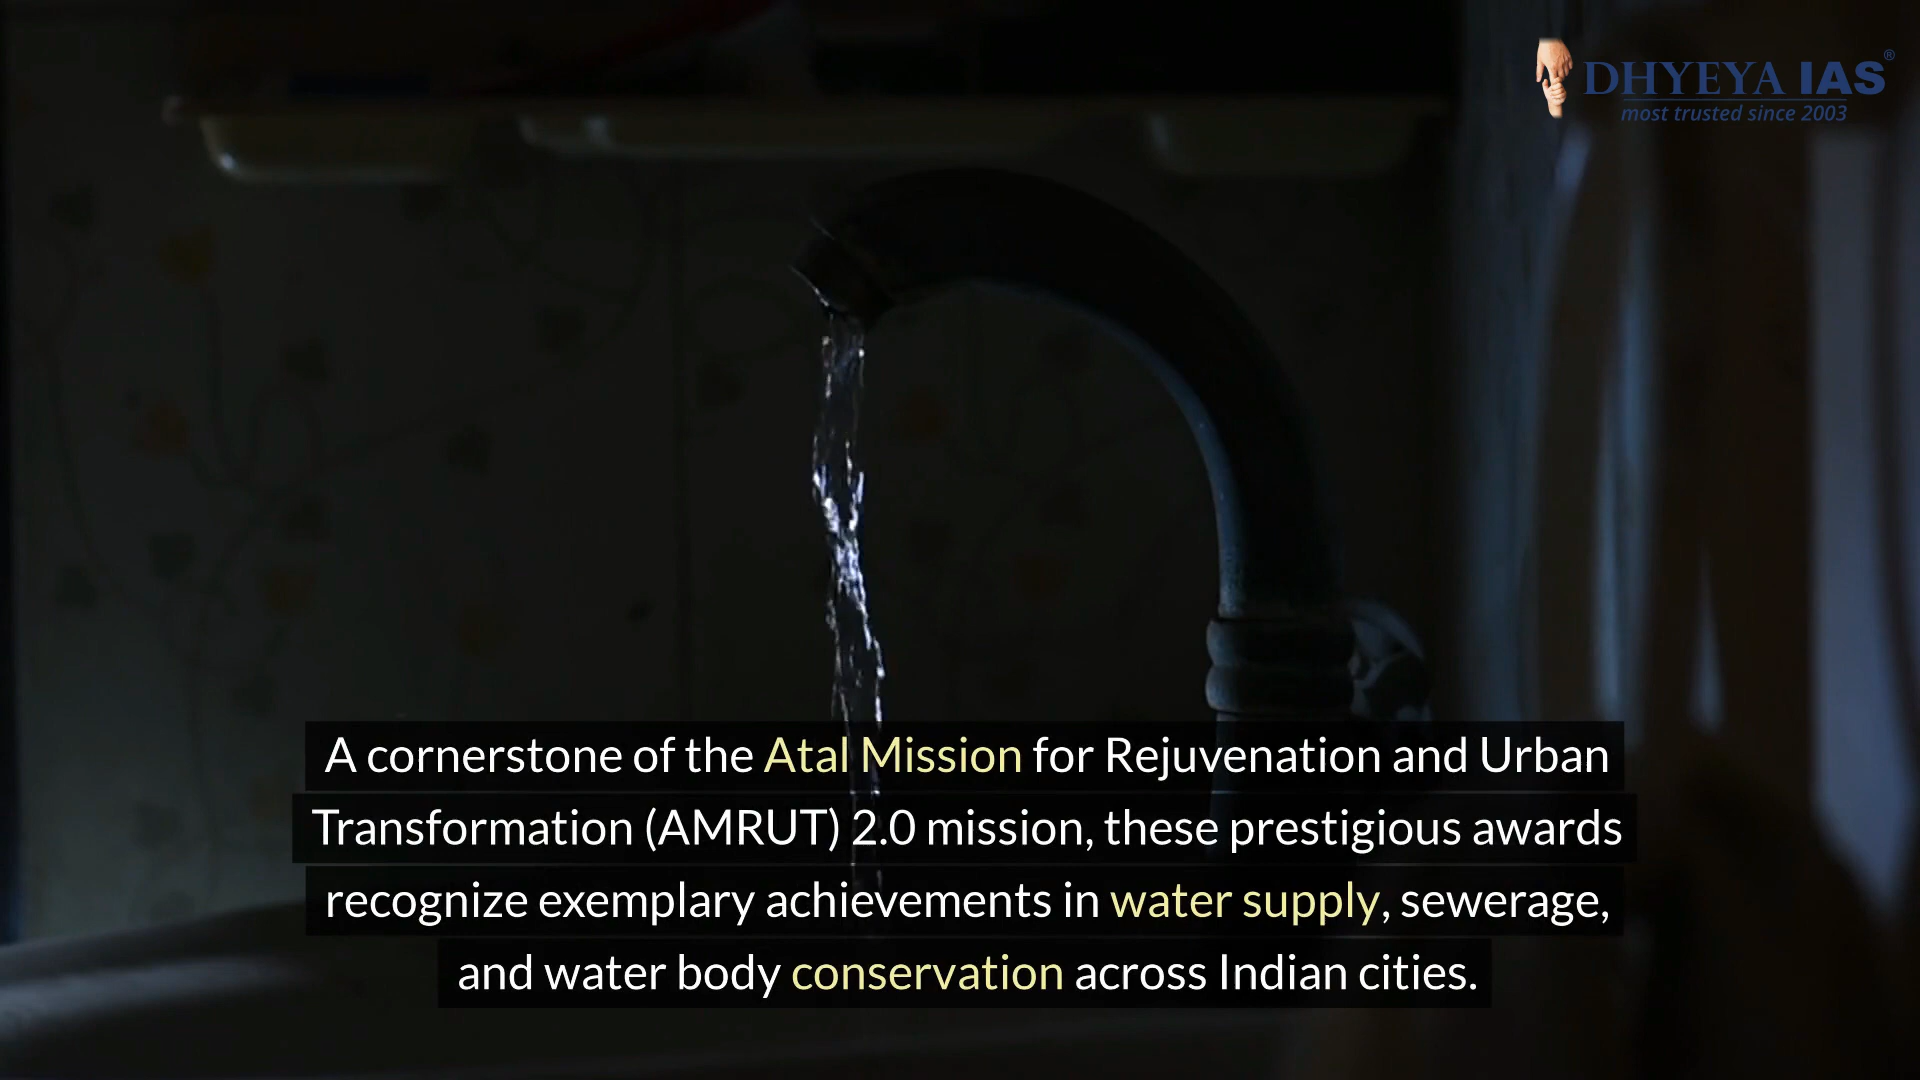 DHYEYA IAS®
most trusted since 2003
A cornerstone of the Atal Mission for Rejuvenation and Urban
Transformation (AMRUT) 2.0 mission, these prestigious awards
recognize exemplary achievements in water supply, sewerage,
and water body conservation across Indian cities.